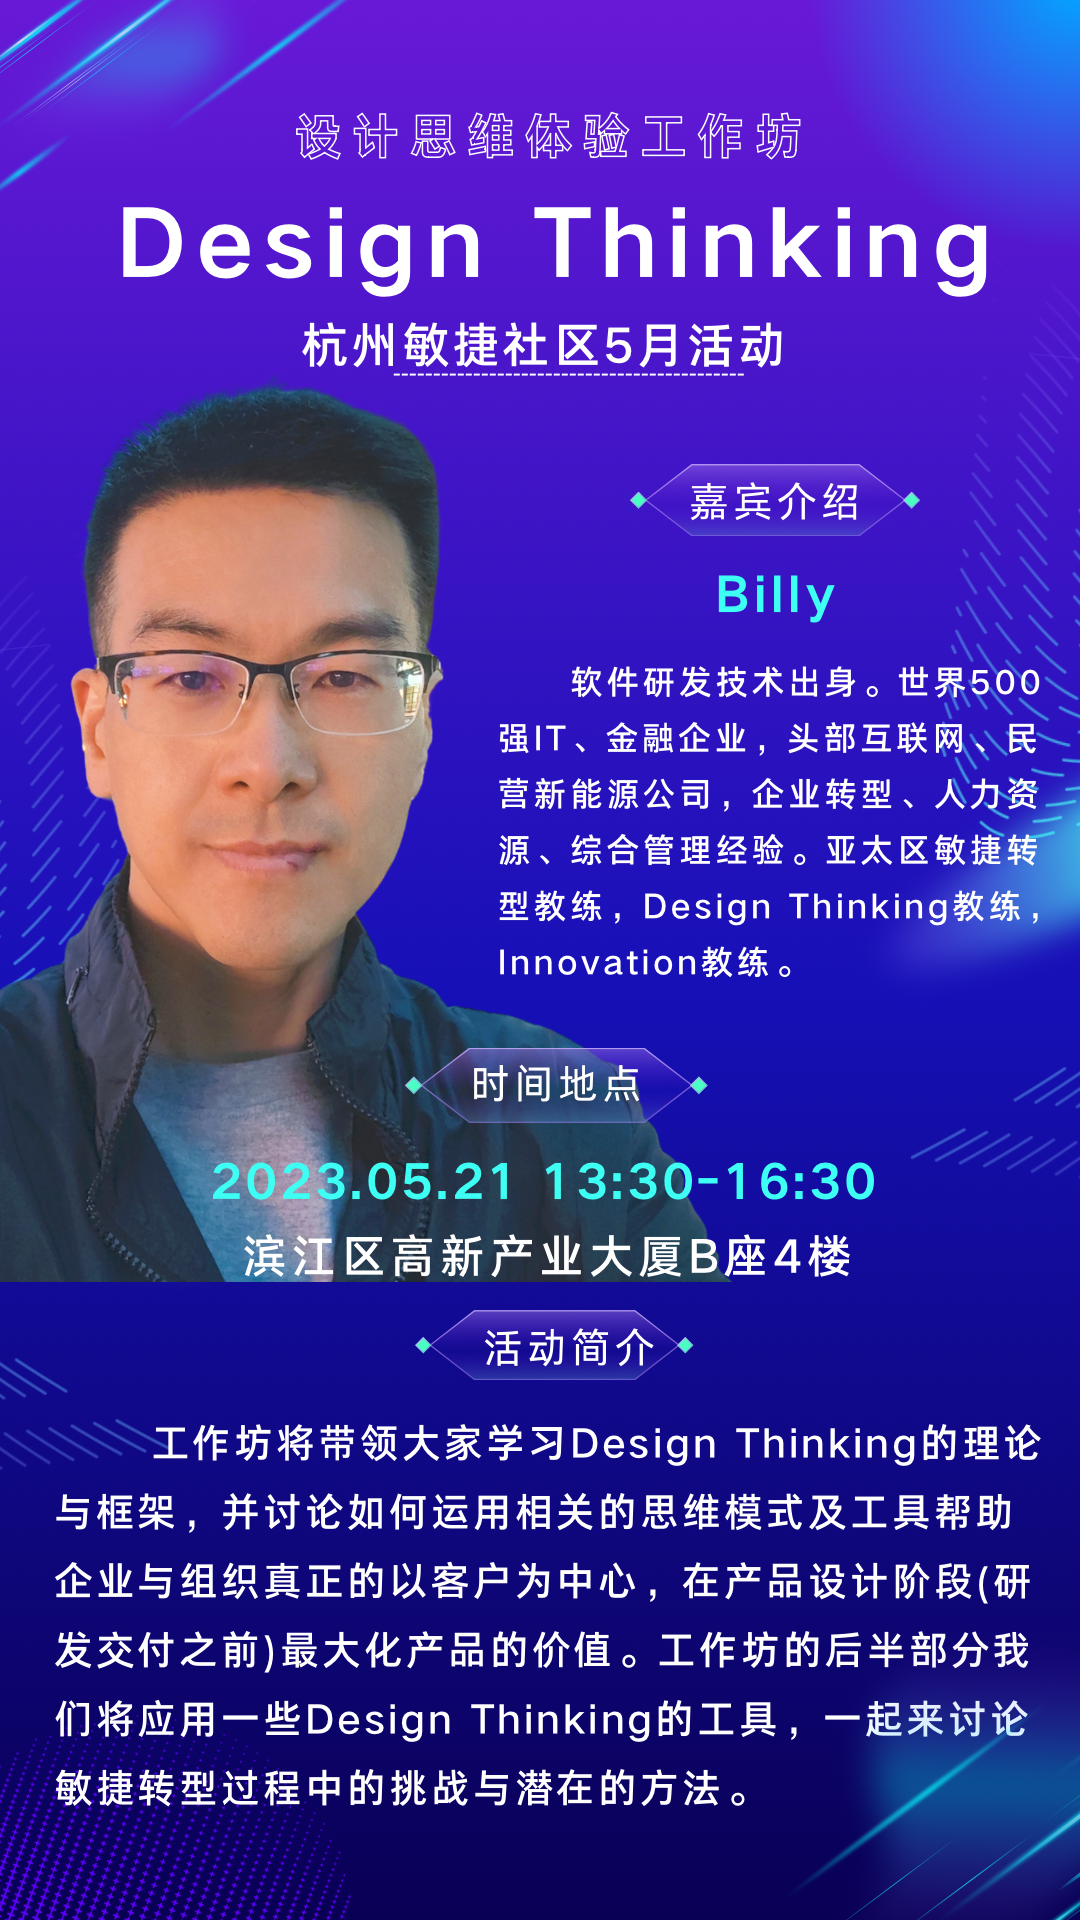 设计思维体验工作坊
Design Thinking
杭州敏捷社区5月活动
嘉宾介绍
Billy
软件研发技术出身。世界500
强IT、金融企业，头部互联网、民
营新能源公司，企业转型、人力资
源、综合管理经验。亚太区敏捷转
型教练，Design Thinking教练，
Innovation教练。
时间地点
2023.05.21 13:30-16:30
滨江区高新产业大厦B座4楼
活动简介
工作坊将带领大家学习Design Thinking的理论
与框架，并讨论如何运用相关的思维模式及工具帮助
企业与组织真正的以客户为中心，在产品设计阶段(研
发交付之前)最大化产品的价值。工作坊的后半部分我
们将应用一些Design Thinking的工具，一起来讨论
敏捷转型过程中的挑战与潜在的方法。